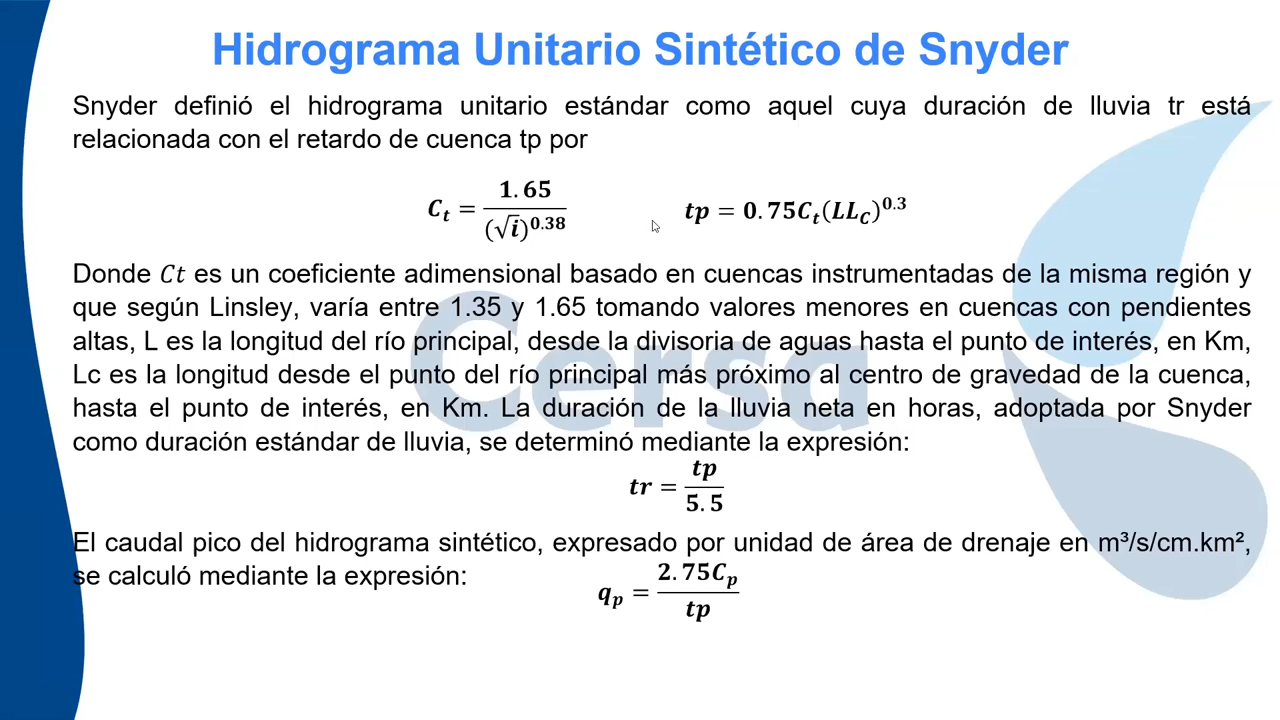 Hidrograma Unitario Sintético de Snyder
Snyder definió el hidrograma unitario estándar como aquel cuya duración de lluvia tr está
relacionada con el retardo de cuenca tp por
C_t = 1.65 / (√i)^0.38    tp = 0.75C_t(LL_C)^0.3
Donde Ct es un coeficiente adimensional basado en cuencas instrumentadas de la misma región y
que según Linsley, varía entre 1.35 y 1.65 tomando valores menores en cuencas con pendientes
altas, L es la longitud del río principal, desde la divisoria de aguas hasta el punto de interés, en Km,
Lc es la longitud desde el punto del río principal más próximo al centro de gravedad de la cuenca,
hasta el punto de interés, en Km. La duración de la lluvia neta en horas, adoptada por Snyder
como duración estándar de lluvia, se determinó mediante la expresión:
tr = tp / 5.5
El caudal pico del hidrograma sintético, expresado por unidad de área de drenaje en m³/s/cm.km²,
se calculó mediante la expresión:
q_p = 2.75C_p / tp
Cersa